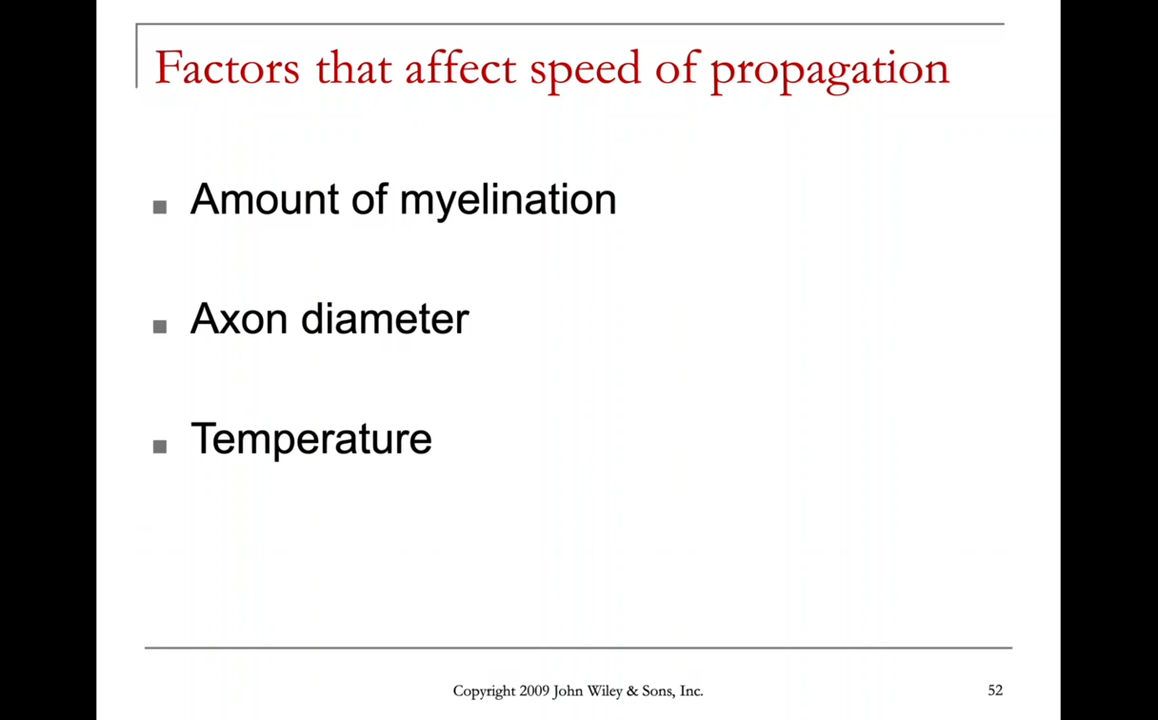 Factors that affect speed of propagation
Amount of myelination
Axon diameter
Temperature
Copyright 2009 John Wiley & Sons, Inc.
52